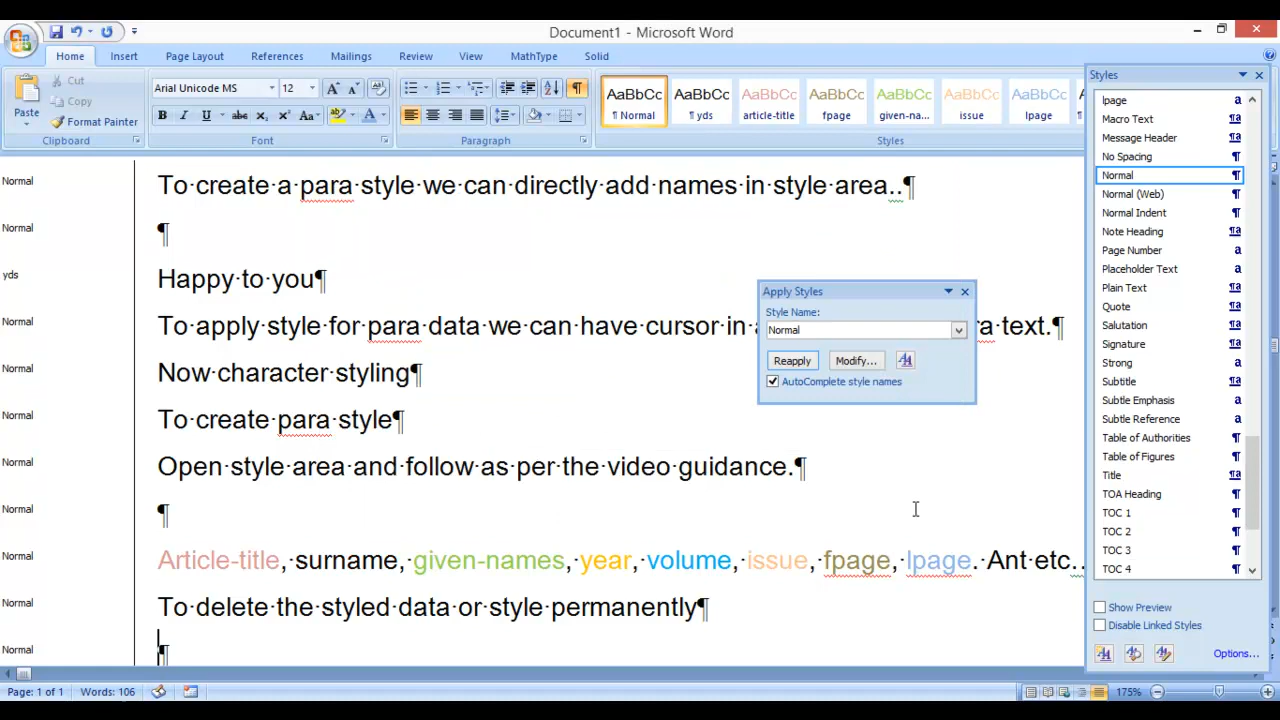 Document1 - Microsoft Word
Home Insert Page Layout References Mailings Review View MathType Solid
Paste
Cut
Copy
Format Painter
Clipboard
Arial Unicode MS 12
Font
Paragraph
AaBbCc AaBbCc AaBbCc AaBbCc AaBbCc AaBbCc AaBbCc
¶ Normal ¶ yds article-title fpage given-na... issue lpage
Styles
Normal To create a para style we can directly add names in style area..¶
Normal ¶
yds Happy to you¶
Normal To apply style for para data we can have cursor in text.¶
Normal Now character styling¶
Normal To create para style¶
Normal Open style area and follow as per the video guidance.¶
Normal ¶
Normal Article-title, surname, given-names, year, volume, issue, fpage, lpage. Ant etc..
Normal To delete the styled data or style permanently¶
Normal ¶
Apply Styles
Style Name:
Normal
Reapply Modify...
AutoComplete style names
Styles
lpage a
Macro Text ¶a
Message Header ¶a
No Spacing ¶
Normal ¶
Normal (Web) ¶
Normal Indent ¶
Note Heading ¶a
Page Number a
Placeholder Text a
Plain Text ¶a
Quote ¶a
Salutation ¶a
Signature ¶a
Strong a
Subtitle ¶a
Subtle Emphasis a
Subtle Reference a
Table of Authorities ¶
Table of Figures ¶
Title ¶a
TOA Heading ¶
TOC 1 ¶
TOC 2 ¶
TOC 3 ¶
TOC 4 ¶
Show Preview
Disable Linked Styles
Options...
Page: 1 of 1 Words: 106 175%